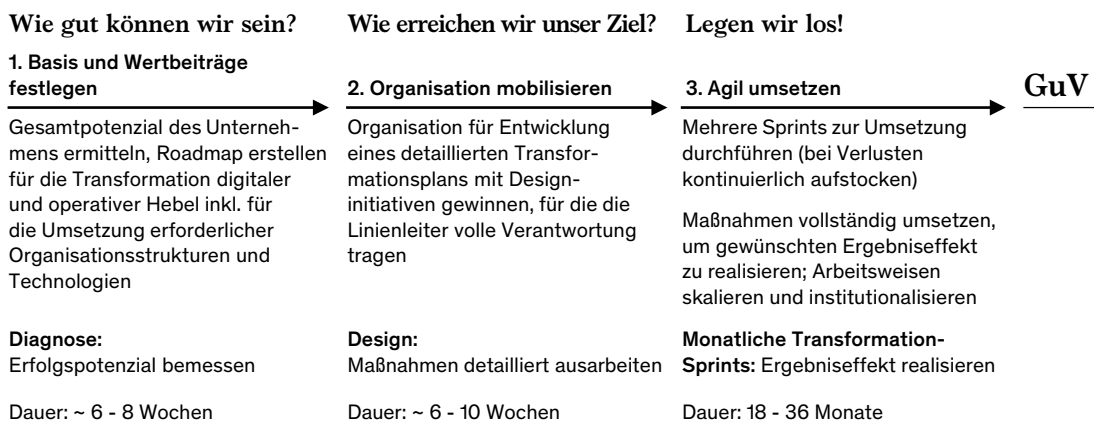 Wie gut können wir sein?
1. Basis und Wertbeiträge
festlegen
Gesamtpotenzial des Unterneh-
mens ermitteln, Roadmap erstellen
für die Transformation digitaler
und operativer Hebel inkl. für
die Umsetzung erforderlicher
Organisationsstrukturen und
Technologien
Diagnose:
Erfolgspotenzial bemessen
Dauer: ~ 6 - 8 Wochen
Wie erreichen wir unser Ziel?
2. Organisation mobilisieren
Organisation für Entwicklung
eines detaillierten Transfor-
mationsplans mit Design-
initiativen gewinnen, für die die
Linienleiter volle Verantwortung
tragen
Design:
Maßnahmen detailliert ausarbeiten
Dauer: ~ 6 - 10 Wochen
Legen wir los!
3. Agil umsetzen
Mehrere Sprints zur Umsetzung
durchführen (bei Verlusten
kontinuierlich aufstocken)
Maßnahmen vollständig umsetzen,
um gewünschten Ergebniseffekt
zu realisieren; Arbeitsweisen
skalieren und institutionalisieren
Monatliche Transformation-
Sprints: Ergebniseffekt realisieren
Dauer: 18 - 36 Monate
GuV